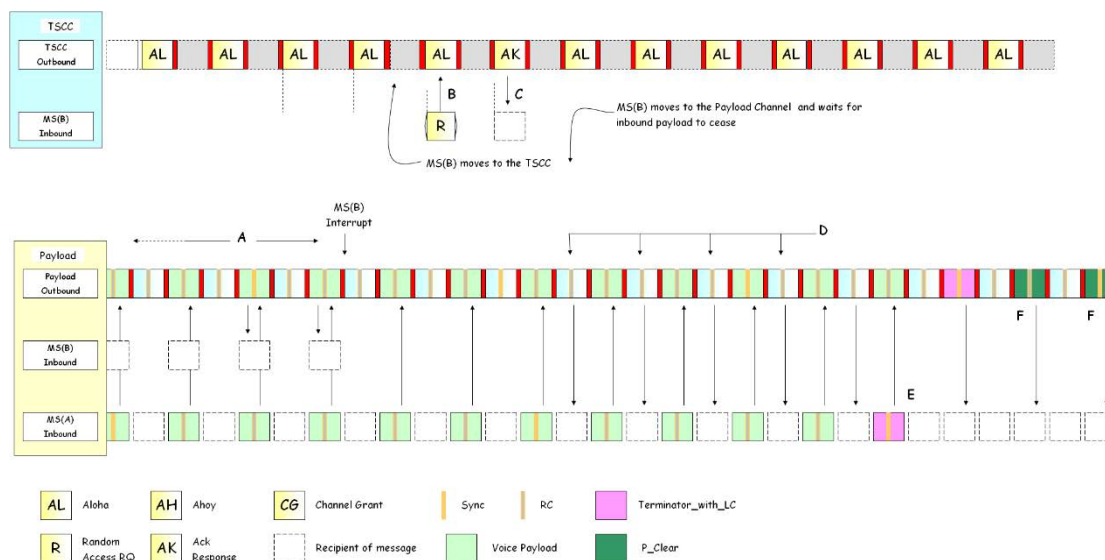 TSCC
TSCC
Outbound
AL AL AL AL AL AK AL AL AL AL AL AL AL
B
C
MS(B)
Inbound
R
MS(B) moves to the Payload Channel and waits for
inbound payload to cease
MS(B) moves to the TSCC
MS(B)
Interrupt
A
D
Payload
Payload
Outbound
F
F
MS(B)
Inbound
E
MS(A)
Inbound
AL Aloha
AH Ahoy
CG Channel Grant
Sync
RC
Terminator_with_LC
R Random
Access RQ
AK Ack
Response
Recipient of message
Voice Payload
P_Clear